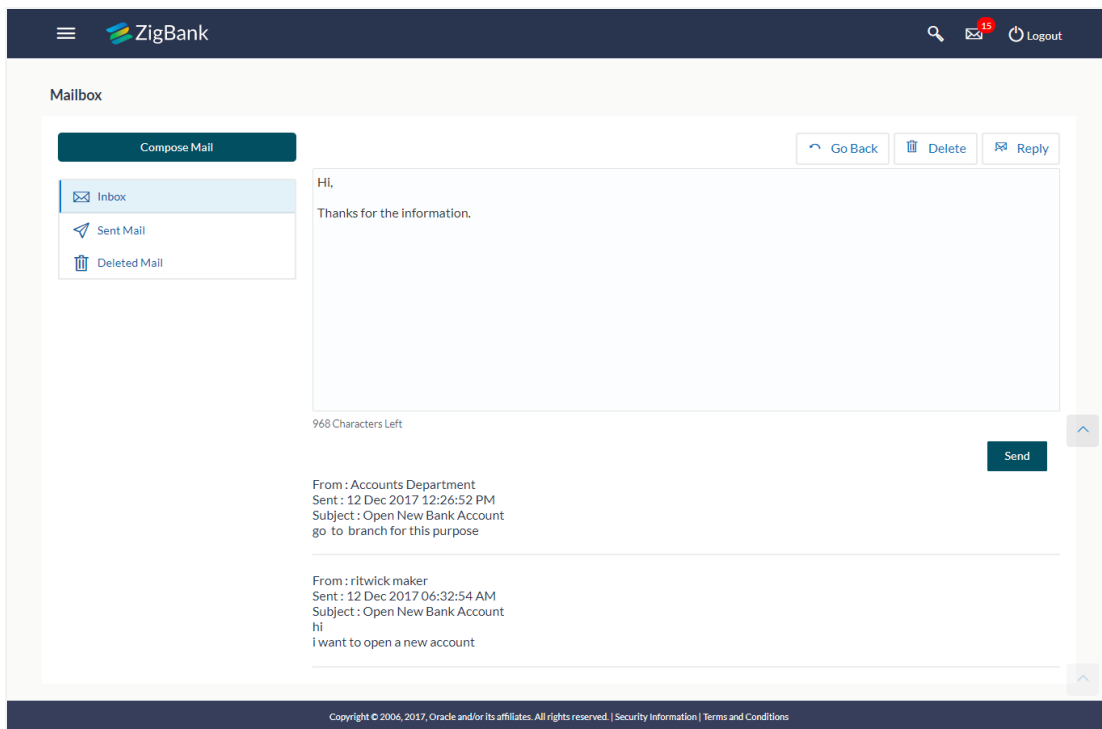 ZigBank
15
Logout
Mailbox
Compose Mail
Go Back
Delete
Reply
Inbox
Sent Mail
Deleted Mail
Hi,
Thanks for the information.
968 Characters Left
Send
From : Accounts Department
Sent : 12 Dec 2017 12:26:52 PM
Subject : Open New Bank Account
go to branch for this purpose
From : ritwick maker
Sent : 12 Dec 2017 06:32:54 AM
Subject : Open New Bank Account
hi
i want to open a new account
Copyright © 2006, 2017, Oracle and/or its affiliates. All rights reserved. | Security Information | Terms and Conditions